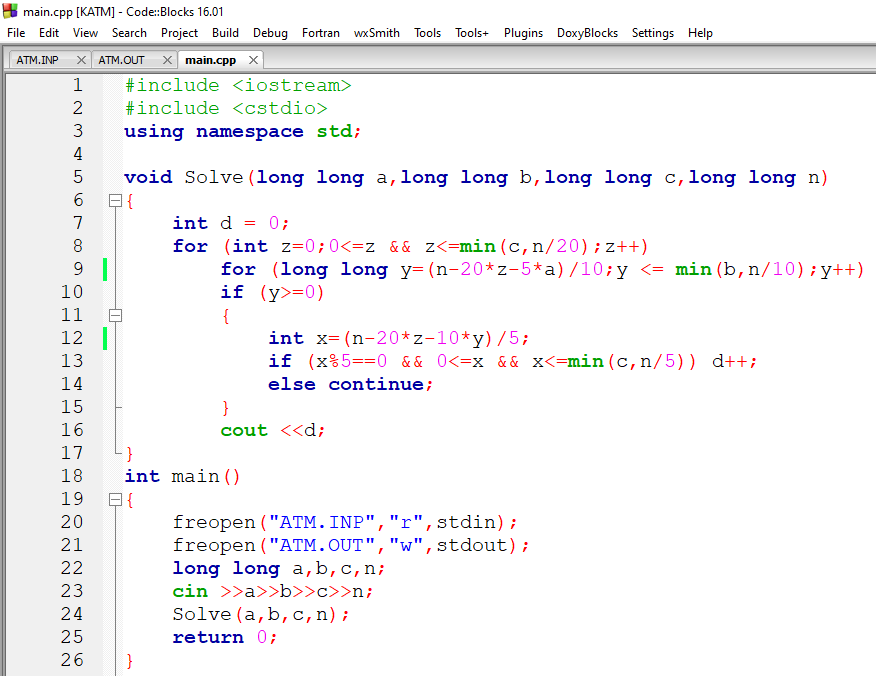 main.cpp [KATM] - Code::Blocks 16.01
File Edit View Search Project Build Debug Fortran wxSmith Tools Tools+ Plugins DoxyBlocks Settings Help
ATM.INP ATM.OUT main.cpp
1 #include <iostream>
2 #include <cstdio>
3 using namespace std;
4
5 void Solve(long long a,long long b,long long c,long long n)
6 {
7 int d = 0;
8 for (int z=0;0<=z && z<=min(c,n/20);z++)
9 for (long long y=(n-20*z-5*a)/10;y <= min(b,n/10);y++)
10 if (y>=0)
11 {
12 int x=(n-20*z-10*y)/5;
13 if (x%5==0 && 0<=x && x<=min(c,n/5)) d++;
14 else continue;
15 }
16 cout <<d;
17 }
18 int main()
19 {
20 freopen("ATM.INP","r",stdin);
21 freopen("ATM.OUT","w",stdout);
22 long long a,b,c,n;
23 cin >>a>>b>>c>>n;
24 Solve(a,b,c,n);
25 return 0;
26 }